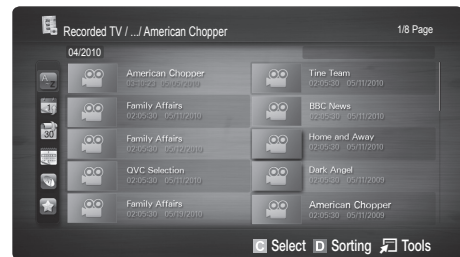 Recorded TV / .../ American Chopper
1/8 Page
04/2010
American Chopper
Family Affairs
02:05:30 05/11/2010
Family Affairs
02:05:30 05/12/2010
QVC Selection
02:05:30 05/11/2010
Family Affairs
02:05:30
Tine Team
02:05:30 05/11/2010
BBC News
02:05:30 05/11/2010
Home and Away
02:05:30 05/11/2010
Dark Angel
02:05:30 05/11/2009
American Chopper
02:05:30 05/11/2009
C Select D Sorting Tools